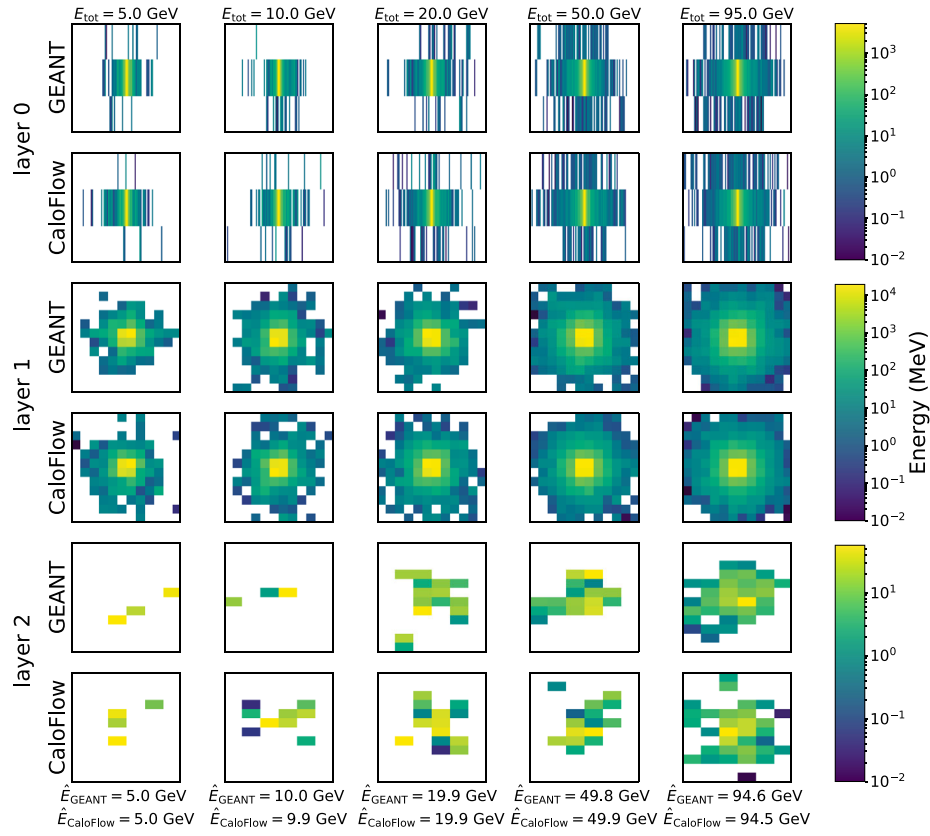 E_tot = 5.0 GeV E_tot = 10.0 GeV E_tot = 20.0 GeV E_tot = 50.0 GeV E_tot = 95.0 GeV
layer 0
GEANT
CaloFlow
10^3
10^2
10^1
10^0
10^-1
10^-2
layer 1
GEANT
CaloFlow
10^4
10^3
10^2
10^1
10^0
10^-1
10^-2
Energy (MeV)
layer 2
GEANT
CaloFlow
10^1
10^0
10^-1
10^-2
Ê_GEANT = 5.0 GeV Ê_GEANT = 10.0 GeV Ê_GEANT = 19.9 GeV Ê_GEANT = 49.8 GeV Ê_GEANT = 94.6 GeV
Ê_CaloFlow = 5.0 GeV Ê_CaloFlow = 9.9 GeV Ê_CaloFlow = 19.9 GeV Ê_CaloFlow = 49.9 GeV Ê_CaloFlow = 94.5 GeV